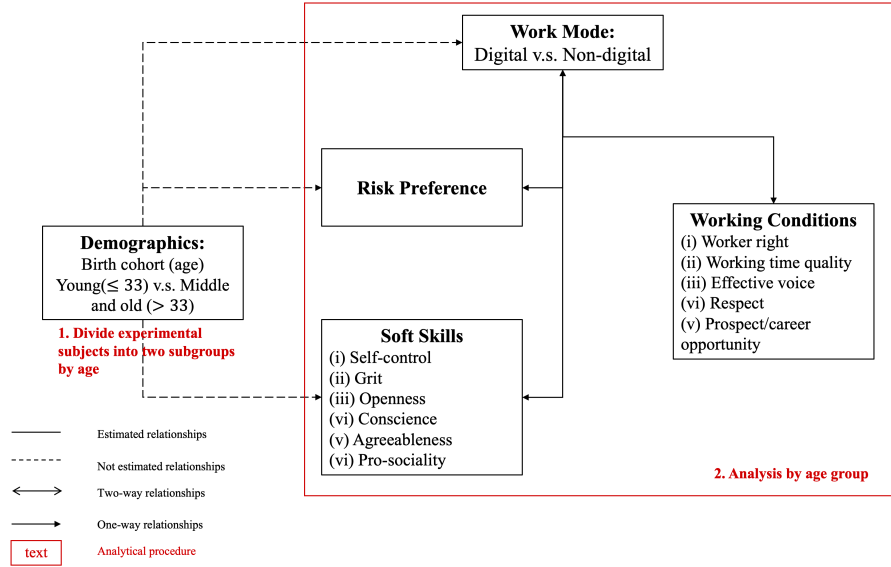 Work Mode:
Digital v.s. Non-digital
Risk Preference
Demographics:
Birth cohort (age)
Young(≤ 33) v.s. Middle
and old (> 33)
1. Divide experimental
subjects into two subgroups
by age
Working Conditions
(i) Worker right
(ii) Working time quality
(iii) Effective voice
(vi) Respect
(v) Prospect/career
opportunity
Soft Skills
(i) Self-control
(ii) Grit
(iii) Openness
(vi) Conscience
(v) Agreeableness
(vi) Pro-sociality
2. Analysis by age group
Estimated relationships
Not estimated relationships
Two-way relationships
One-way relationships
text
Analytical procedure